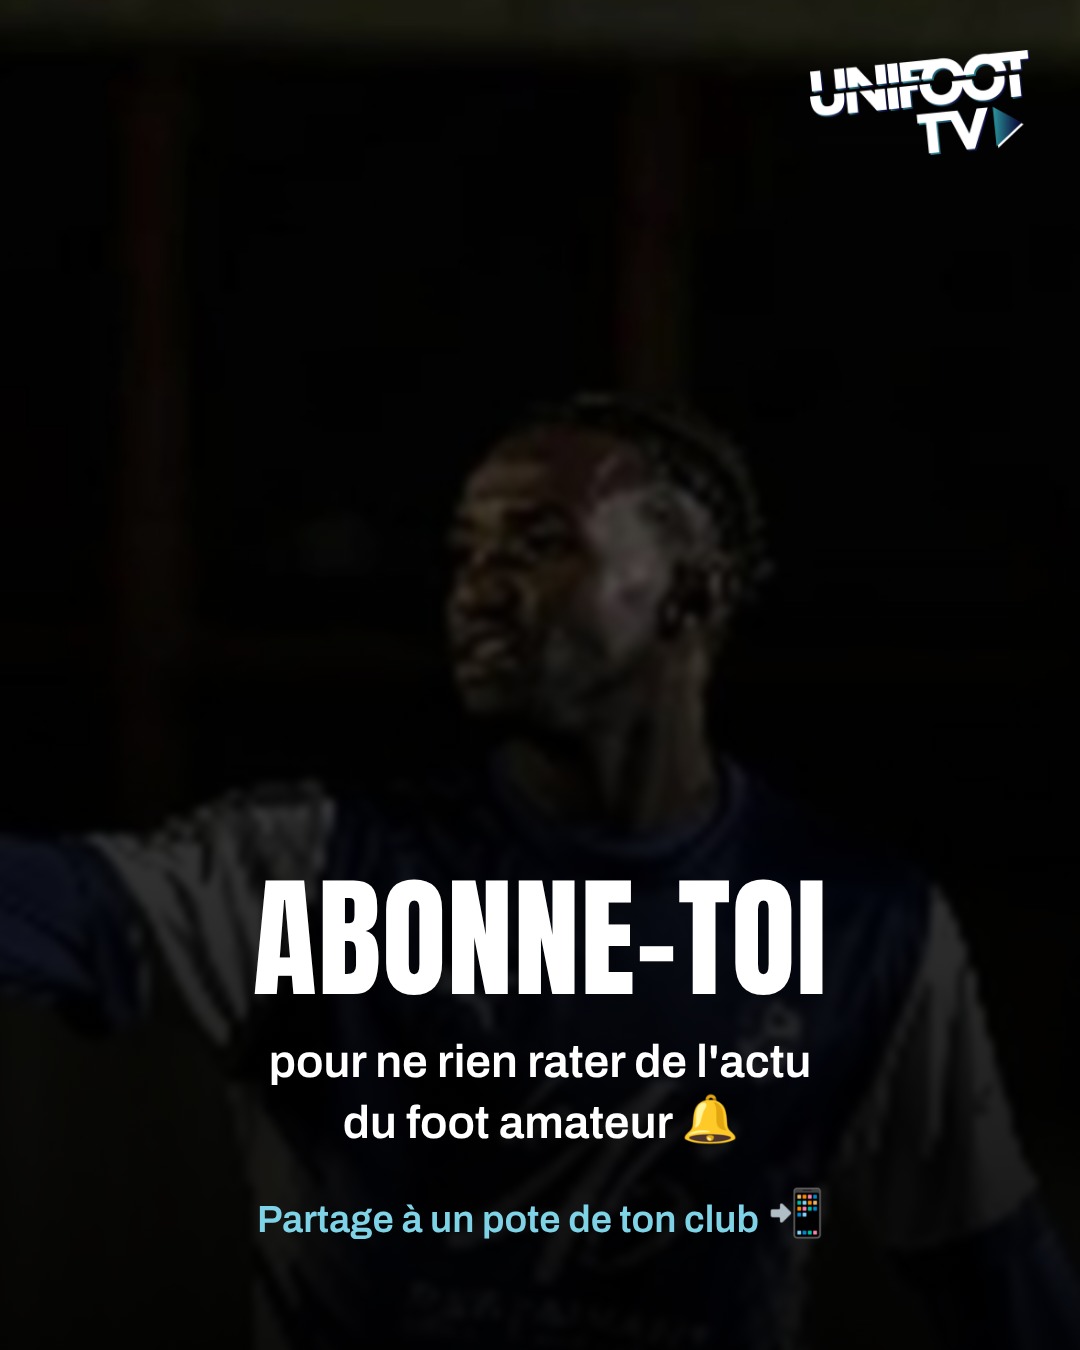 UNIFOOT
TV
ABONNE-TOI
pour ne rien rater de l'actu
du foot amateur 🔔
Partage à un pote de ton club 📲